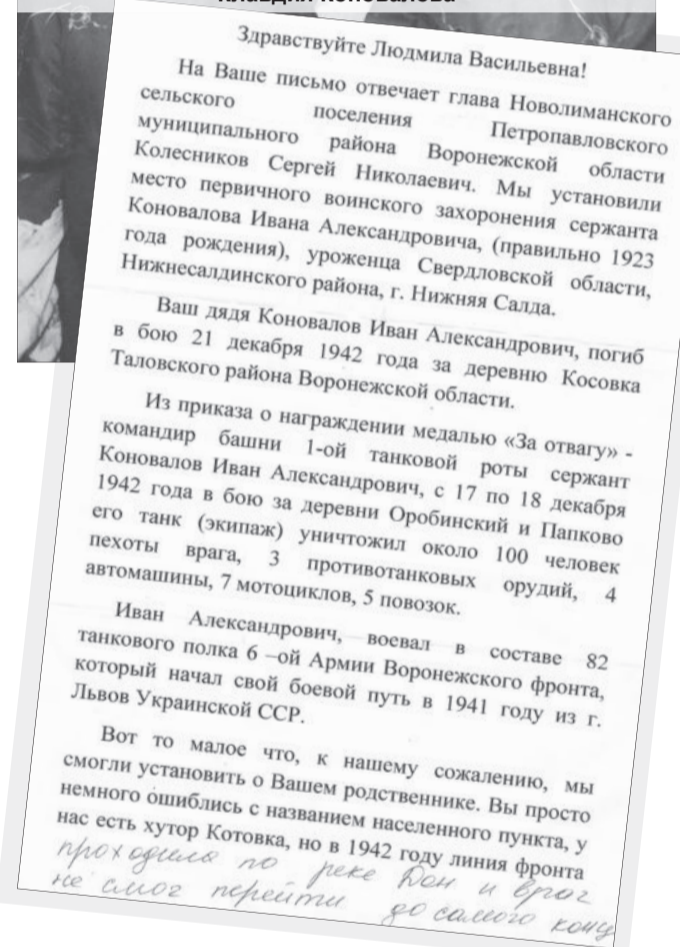 Клавдия Коновалова
Здравствуйте Людмила Васильевна!
На Ваше письмо отвечает глава Новолиманского
сельского поселения Петропавловского
муниципального района Воронежской области
Колесников Сергей Николаевич. Мы установили
место первичного воинского захоронения сержанта
Коновалова Ивана Александровича, (правильно 1923
года рождения), уроженца Свердловской области,
Нижнесалдинского района, г. Нижняя Салда.
Ваш дядя Коновалов Иван Александрович, погиб
в бою 21 декабря 1942 года за деревню Косовка
Таловского района Воронежской области.
Из приказа о награждении медалью «За отвагу» -
командир башни 1-ой танковой роты сержант
Коновалов Иван Александрович, с 17 по 18 декабря
1942 года в бою за деревни Оробинский и Папково
его танк (экипаж) уничтожил около 100 человек
пехоты врага, 3 противотанковых орудий, 4
автомашины, 7 мотоциклов, 5 повозок.
Иван Александрович, воевал в составе 82
танкового полка 6 –ой Армии Воронежского фронта,
который начал свой боевой путь в 1941 году из г.
Львов Украинской ССР.
Вот то малое что, к нашему сожалению, мы
смогли установить о Вашем родственнике. Вы просто
немного ошиблись с названием населенного пункта, у
нас есть хутор Котовка, но в 1942 году линия фронта
проходила по реке Дон и враг
не смог перейти до самого конц